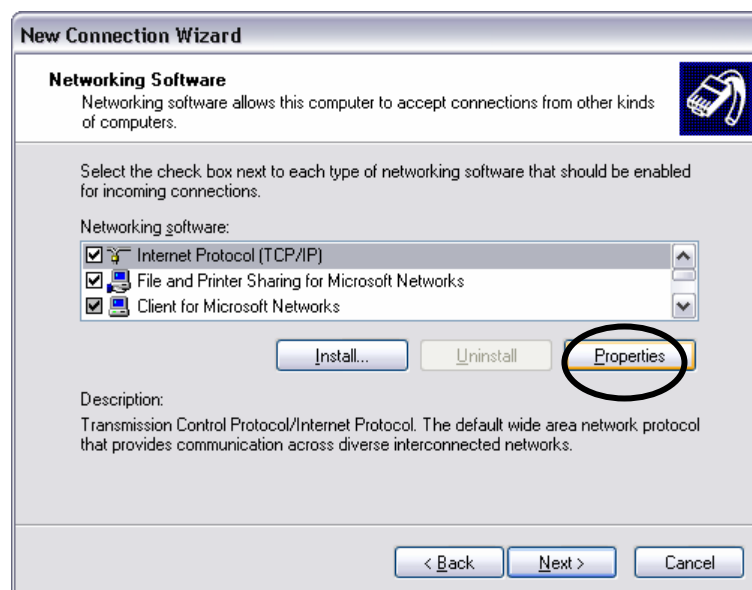 New Connection Wizard
Networking Software
Networking software allows this computer to accept connections from other kinds
of computers.
Select the check box next to each type of networking software that should be enabled
for incoming connections.
Networking software:
Internet Protocol (TCP/IP)
File and Printer Sharing for Microsoft Networks
Client for Microsoft Networks
Install... Uninstall Properties
Description:
Transmission Control Protocol/Internet Protocol. The default wide area network protocol
that provides communication across diverse interconnected networks.
< Back Next > Cancel